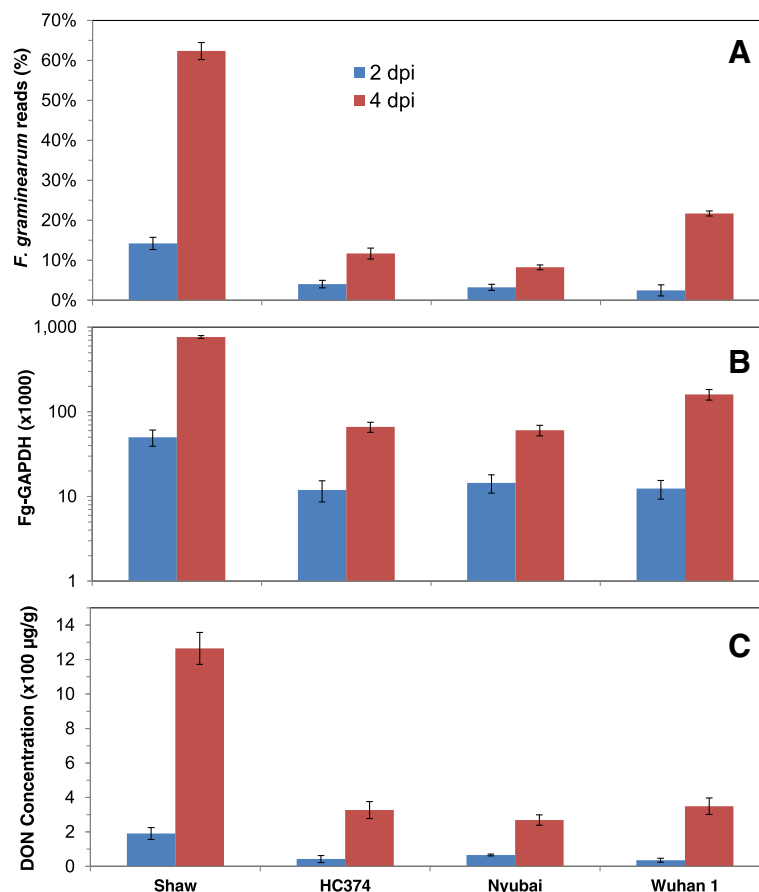 70%
60%
50%
40%
30%
20%
10%
0%
F. graminearum reads (%)
2 dpi
4 dpi
A
1,000
100
10
1
Fg-GAPDH (x1000)
B
14
12
10
8
6
4
2
0
DON Concentration (x100 µg/g)
C
Shaw HC374 Nyubai Wuhan 1